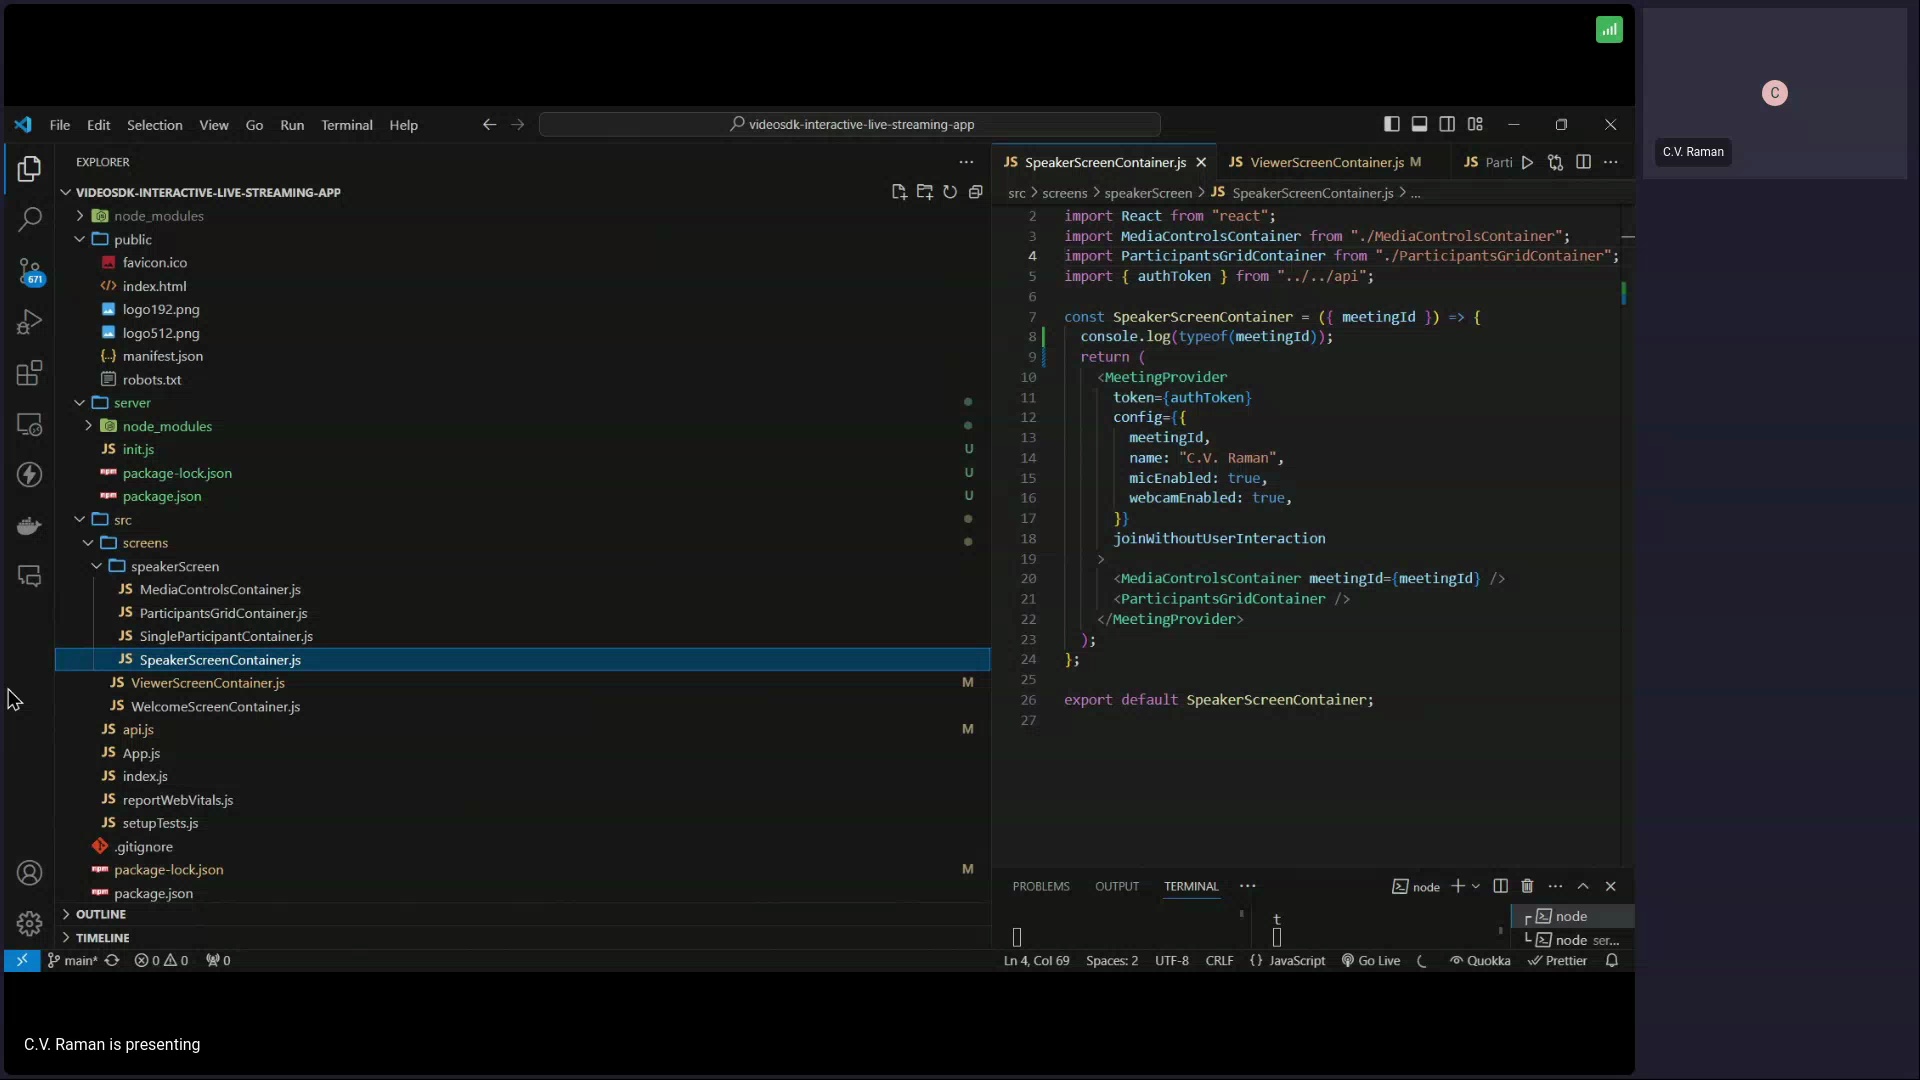 C
C.V. Raman
File Edit Selection View Go Run Terminal Help
videosdk-interactive-live-streaming-app
EXPLORER
VIDEOSDK-INTERACTIVE-LIVE-STREAMING-APP
node_modules
public
favicon.ico
index.html
logo192.png
logo512.png
manifest.json
robots.txt
server
node_modules
init.js U
package-lock.json U
package.json U
src
screens
speakerScreen
MediaControlsContainer.js
ParticipantsGridContainer.js
SingleParticipantContainer.js
SpeakerScreenContainer.js
ViewerScreenContainer.js M
WelcomeScreenContainer.js
api.js M
App.js
index.js
reportWebVitals.js
setupTests.js
.gitignore
package-lock.json M
package.json
OUTLINE
TIMELINE
671
JS SpeakerScreenContainer.js JS ViewerScreenContainer.js M JS Parti
src > screens > speakerScreen > JS SpeakerScreenContainer.js > ...
2 import React from "react";
3 import MediaControlsContainer from "./MediaControlsContainer";
4 import ParticipantsGridContainer from "./ParticipantsGridContainer";
5 import { authToken } from "../../api";
6
7 const SpeakerScreenContainer = ({ meetingId }) => {
8 console.log(typeof(meetingId));
9 return (
10 <MeetingProvider
11 token={authToken}
12 config={{
13 meetingId,
14 name: "C.V. Raman",
15 micEnabled: true,
16 webcamEnabled: true,
17 }}
18 joinWithoutUserInteraction
19 >
20 <MediaControlsContainer meetingId={meetingId} />
21 <ParticipantsGridContainer />
22 </MeetingProvider>
23 );
24 };
25
26 export default SpeakerScreenContainer;
27
PROBLEMS OUTPUT TERMINAL ··· node
t
node
node ser...
main* 0 0 0 Ln 4, Col 69 Spaces: 2 UTF-8 CRLF {} JavaScript Go Live Quokka Prettier
C.V. Raman is presenting